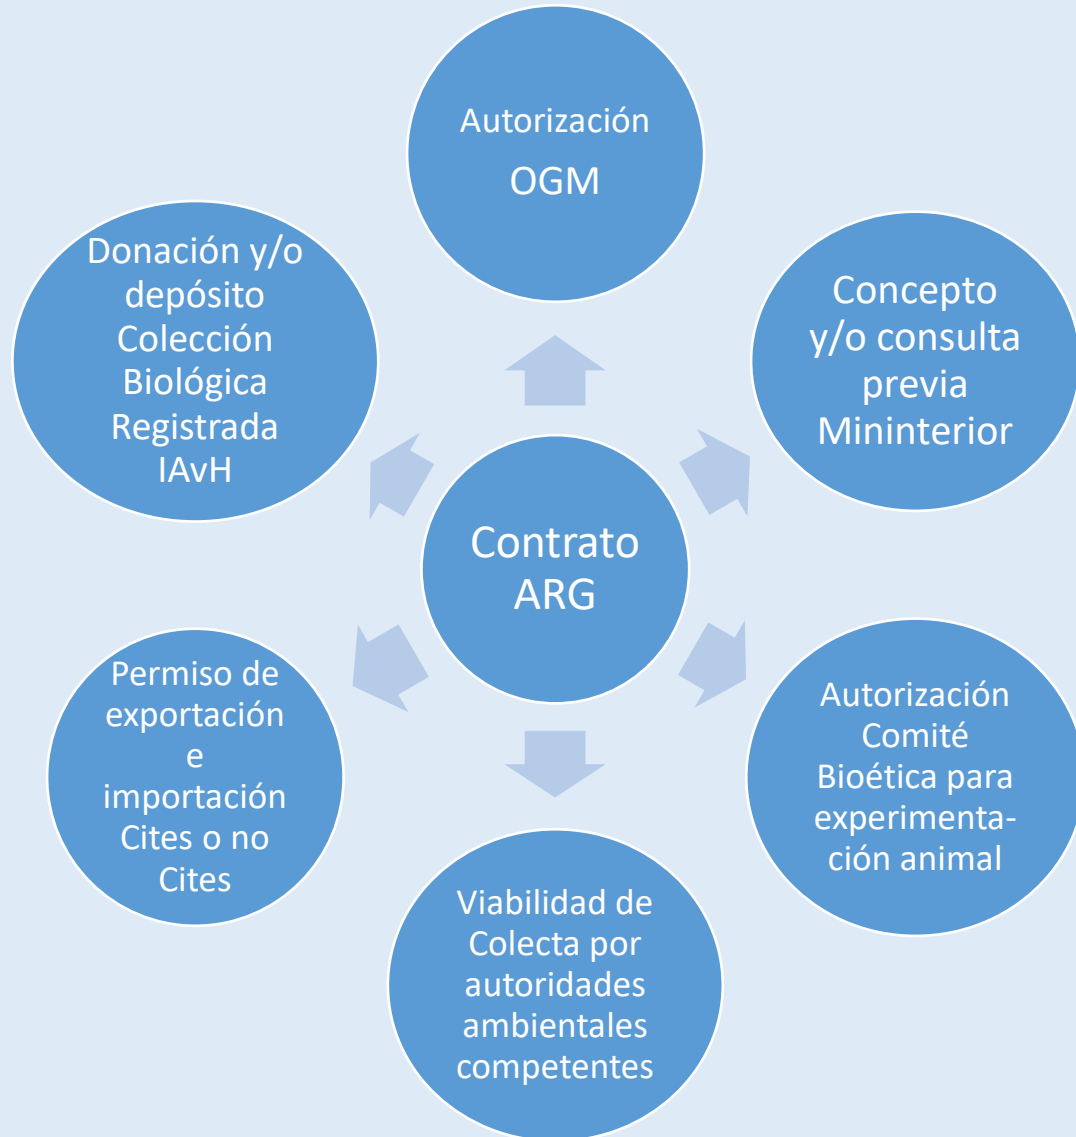 Autorización
OGM
Donación y/o
depósito
Colección
Biológica
Registrada
IAvH
Concepto
y/o consulta
previa
Mininterior
Contrato
ARG
Permiso de
exportación
e
importación
Cites o no
Cites
Autorización
Comité
Bioética para
experimenta-
ción animal
Viabilidad de
Colecta por
autoridades
ambientales
competentes